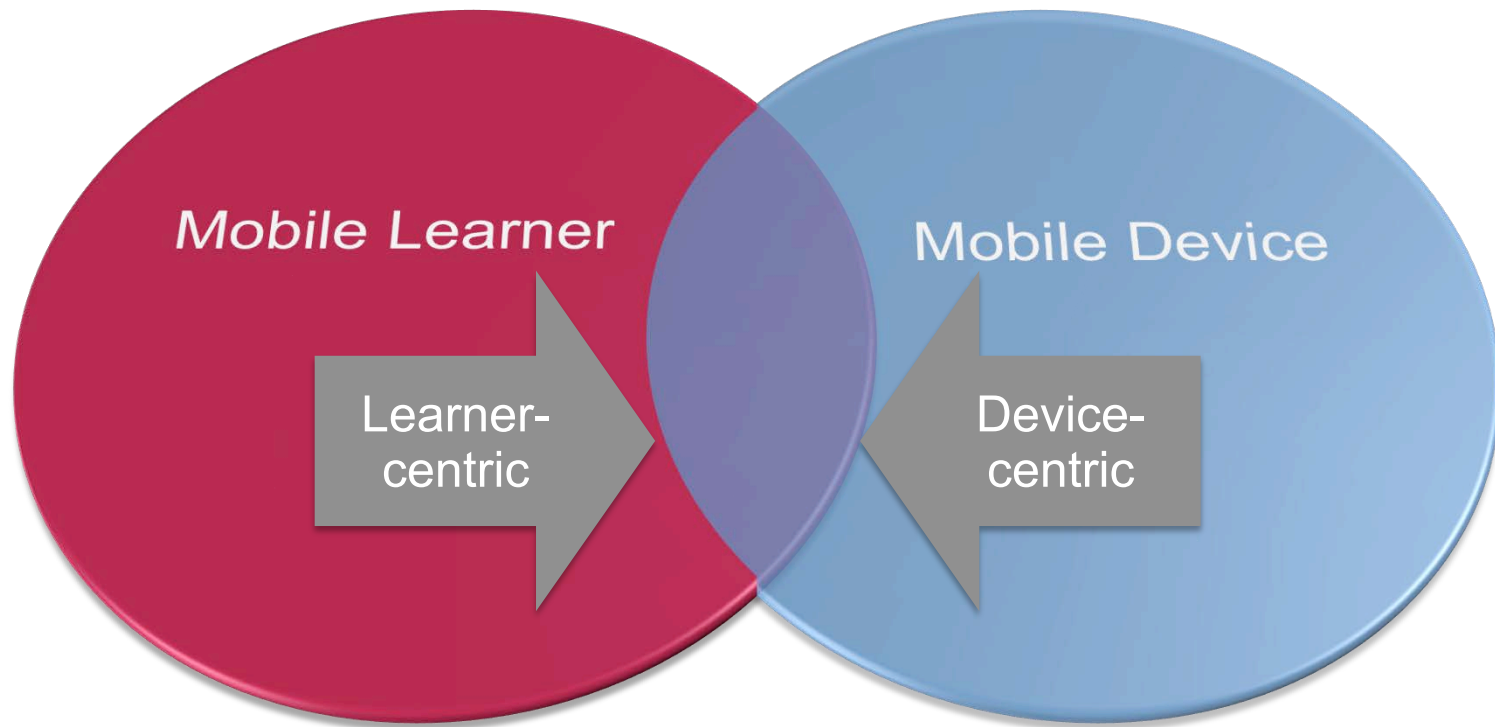 Mobile Learner
Mobile Device
Learner-
centric
Device-
centric